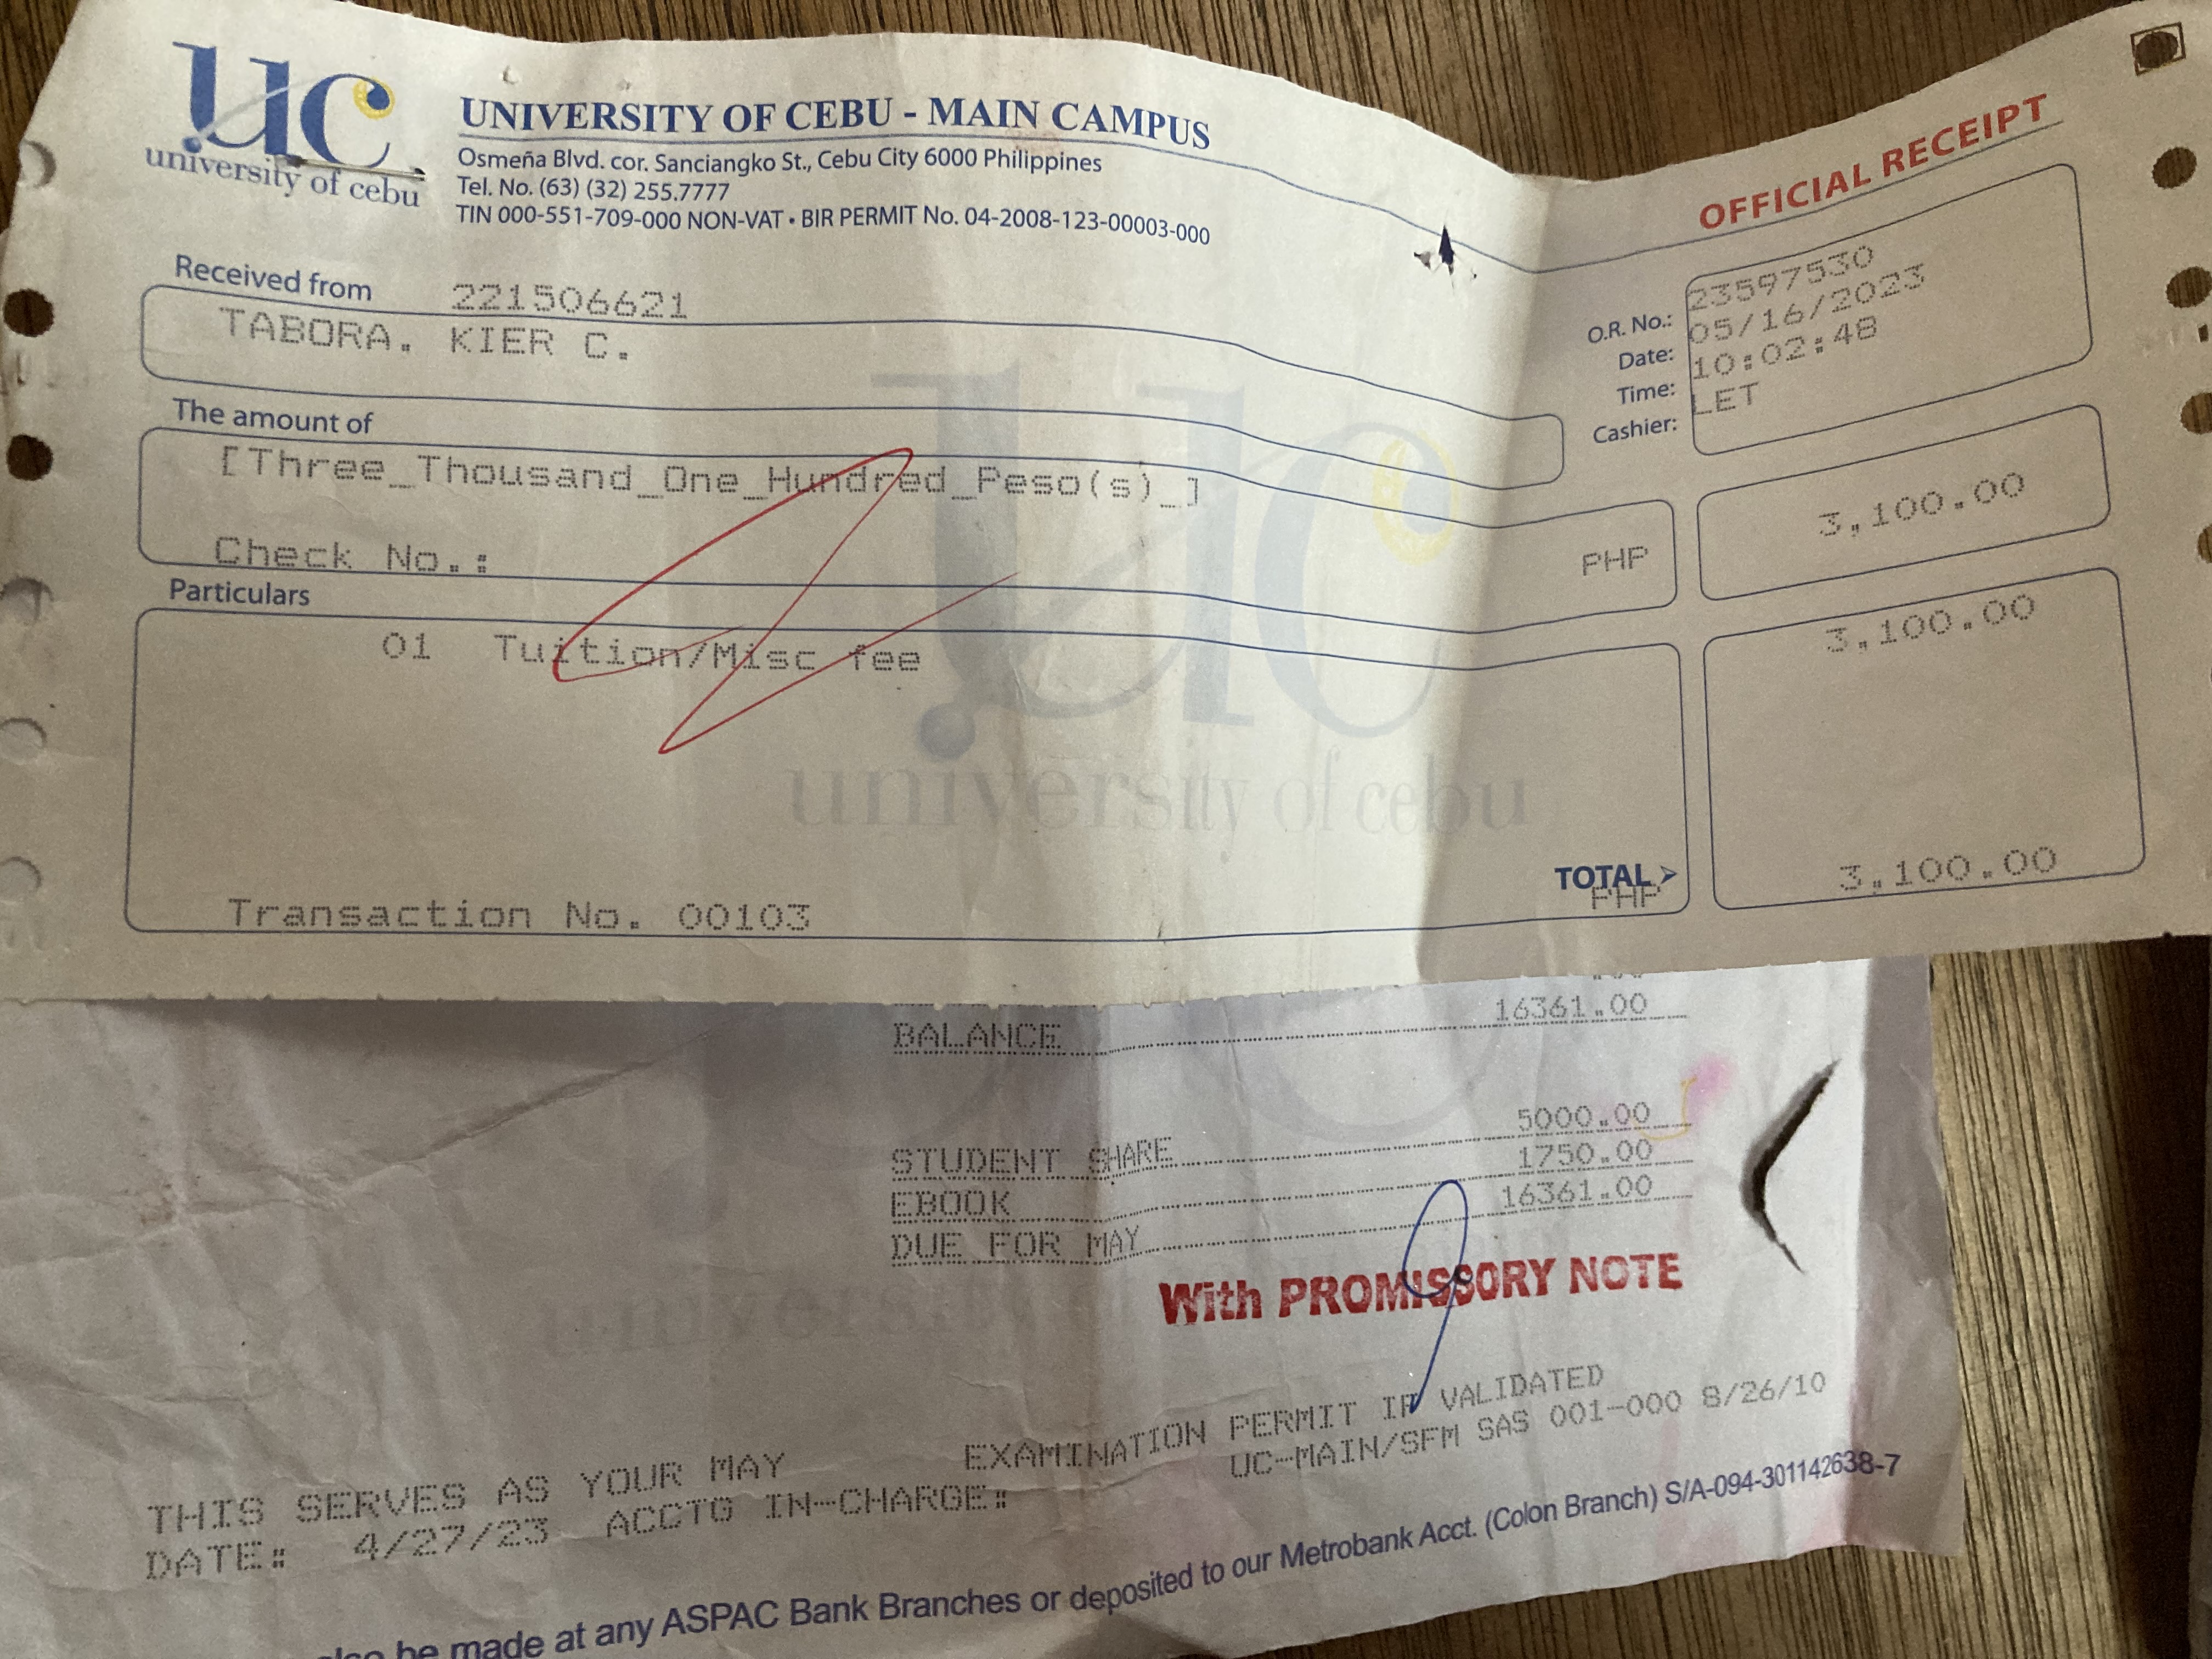 uc
university of cebu
UNIVERSITY OF CEBU - MAIN CAMPUS
Osmeña Blvd. cor. Sanciangko St., Cebu City 6000 Philippines
Tel. No. (63) (32) 255.7777
TIN 000-551-709-000 NON-VAT • BIR PERMIT No. 04-2008-123-00003-000
OFFICIAL RECEIPT
Received from 221506621
TABORA. KIER C.
O.R. No.: 23597530
Date: 05/16/2023
Time: 10:02:48
Cashier: LET
The amount of
[Three_Thousand_One_Hundred_Peso(s)_]
PHP 3,100.00
Check No.:
Particulars
01 Tuition/Misc fee 3,100.00
uc
university of cebu
TOTAL
PHP 3,100.00
Transaction No. 00103
BALANCE 16361.00
STUDENT SHARE 5000.00
EBOOK 1750.00
DUE FOR MAY 16361.00
With PROMISSORY NOTE
THIS SERVES AS YOUR MAY EXAMINATION PERMIT IF VALIDATED
DATE: 4/27/23 ACCTG IN-CHARGE: UC-MAIN/SFM SAS 001-000 8/26/10
also be made at any ASPAC Bank Branches or deposited to our Metrobank Acct. (Colon Branch) S/A-094-301142638-7